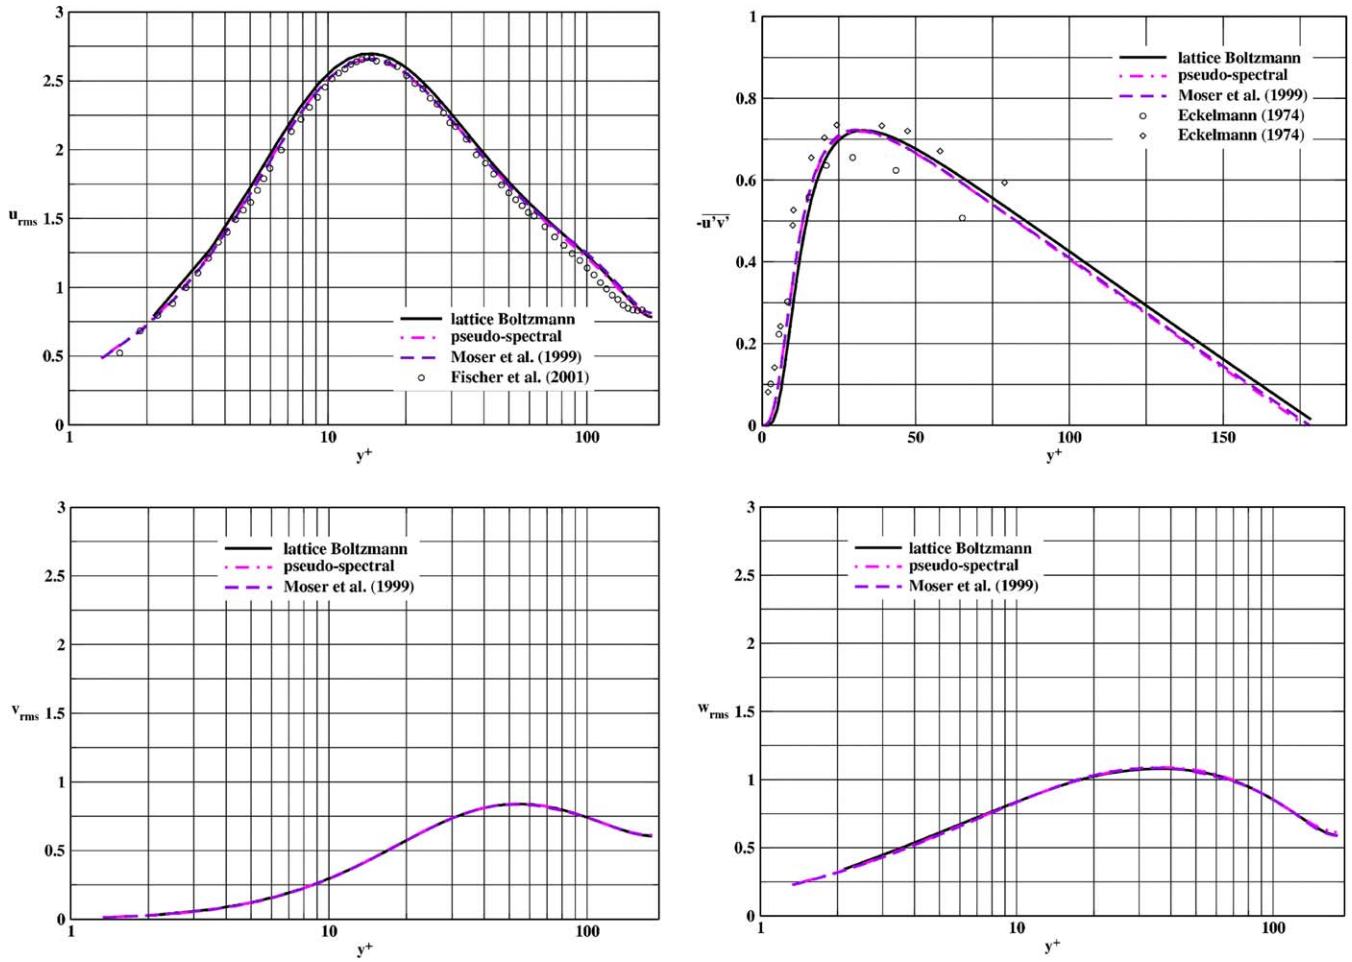 3
2.5
2
u_rms 1.5
1
0.5
0
1 10 100
y+
lattice Boltzmann
pseudo-spectral
Moser et al. (1999)
Fischer et al. (2001)
1
0.8
0.6
-u'v'
0.4
0.2
0
0 50 100 150
y+
lattice Boltzmann
pseudo-spectral
Moser et al. (1999)
Eckelmann (1974)
Eckelmann (1974)
3
2.5
2
v_rms 1.5
1
0.5
0
1 10 100
y+
lattice Boltzmann
pseudo-spectral
Moser et al. (1999)
3
2.5
2
w_rms 1.5
1
0.5
0
1 10 100
y+
lattice Boltzmann
pseudo-spectral
Moser et al. (1999)